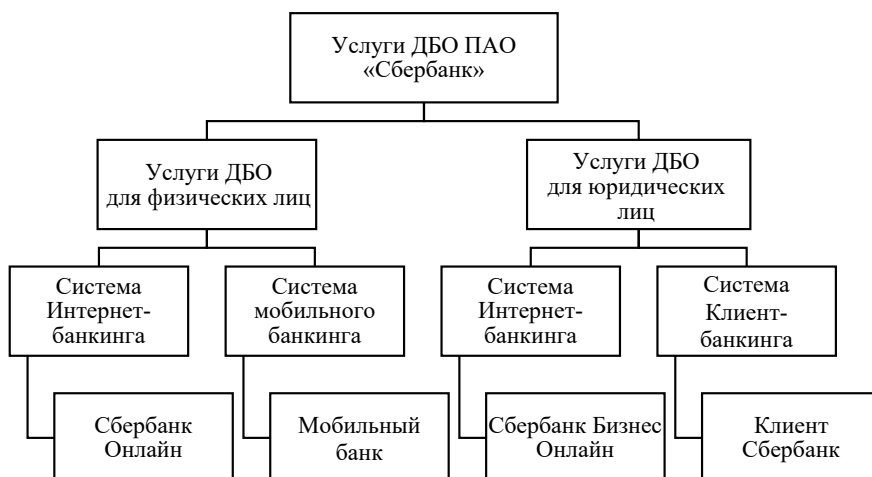 Услуги ДБО ПАО
«Сбербанк»
Услуги ДБО
для физических лиц
Услуги ДБО
для юридических
лиц
Система
Интернет-
банкинга
Система
мобильного
банкинга
Система
Интернет-
банкинга
Система
Клиент-
банкинга
Сбербанк
Онлайн
Мобильный
банк
Сбербанк Бизнес
Онлайн
Клиент
Сбербанк